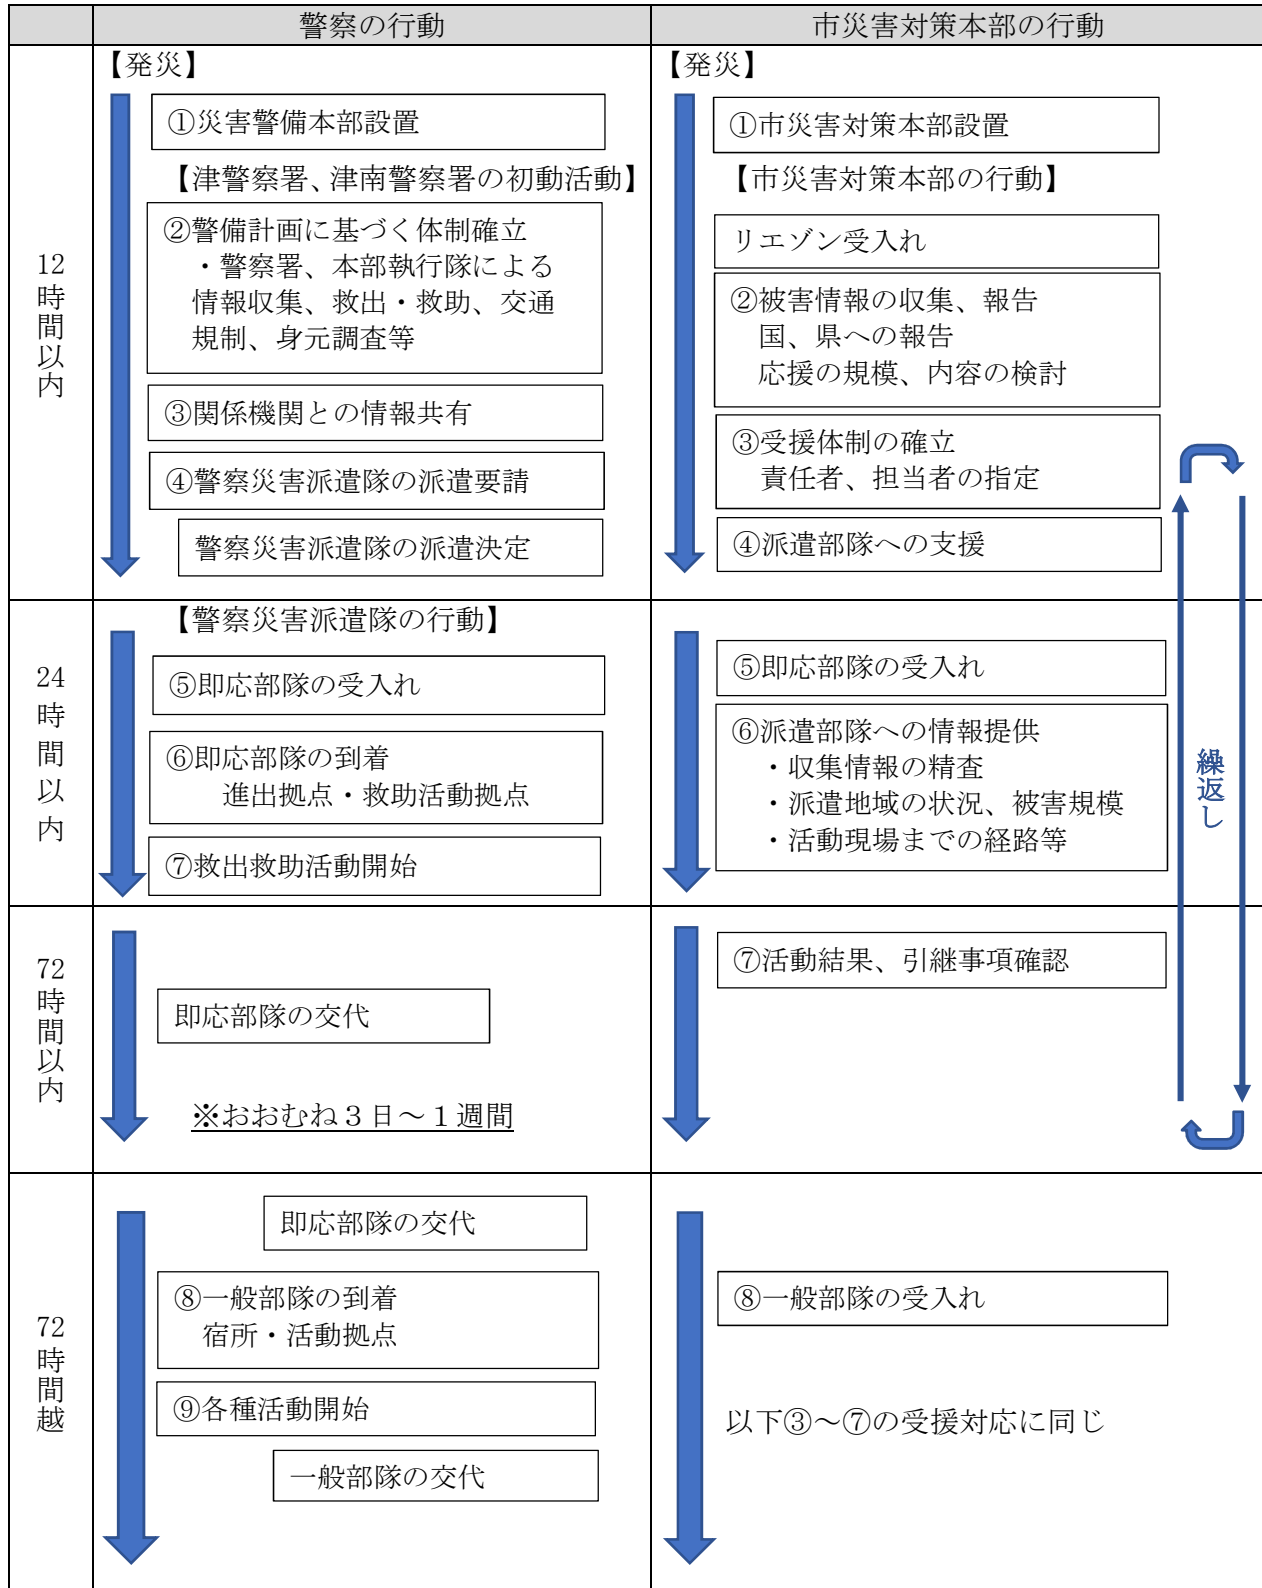 警察の行動
市災害対策本部の行動
12時間以内
【発災】
①災害警備本部設置
【津警察署、津南警察署の初動活動】
②警備計画に基づく体制確立
・警察署、本部執行隊による
情報収集、救出・救助、交通
規制、身元調査等
③関係機関との情報共有
④警察災害派遣隊の派遣要請
警察災害派遣隊の派遣決定
【発災】
①市災害対策本部設置
【市災害対策本部の行動】
リエゾン受入れ
②被害情報の収集、報告
国、県への報告
応援の規模、内容の検討
③受援体制の確立
責任者、担当者の指定
④派遣部隊への支援
24時間以内
【警察災害派遣隊の行動】
⑤即応部隊の受入れ
⑥即応部隊の到着
進出拠点・救助活動拠点
⑦救出救助活動開始
⑤即応部隊の受入れ
⑥派遣部隊への情報提供
・収集情報の精査
・派遣地域の状況、被害規模
・活動現場までの経路等
繰返し
72時間以内
即応部隊の交代
※おおむね３日～１週間
⑦活動結果、引継事項確認
72時間越
即応部隊の交代
⑧一般部隊の到着
宿所・活動拠点
⑨各種活動開始
一般部隊の交代
⑧一般部隊の受入れ
以下③～⑦の受援対応に同じ